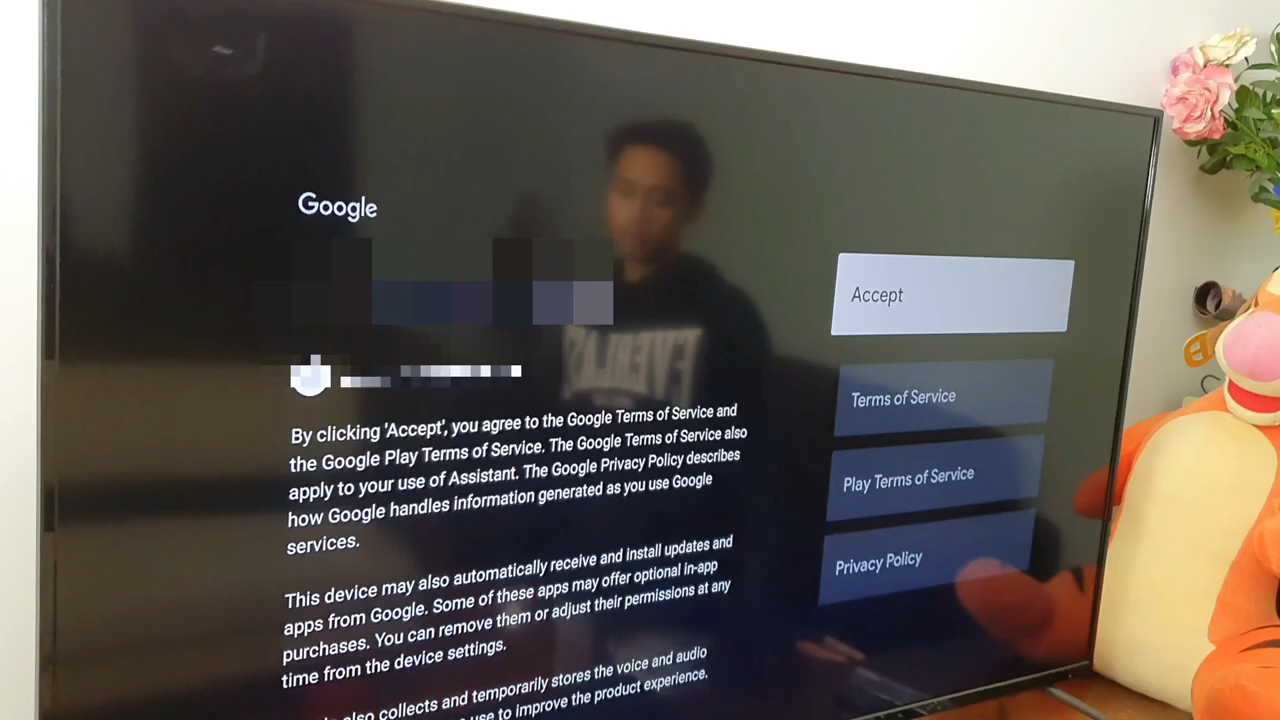 Google
By clicking 'Accept', you agree to the Google Terms of Service and
the Google Play Terms of Service. The Google Terms of Service also
apply to your use of Assistant. The Google Privacy Policy describes
how Google handles information generated as you use Google
services.
This device may also automatically receive and install updates and
apps from Google. Some of these apps may offer optional in-app
purchases. You can remove them or adjust their permissions at any
time from the device settings.
also collects and temporarily stores the voice and audio
use to improve the product experience.
Accept
Terms of Service
Play Terms of Service
Privacy Policy